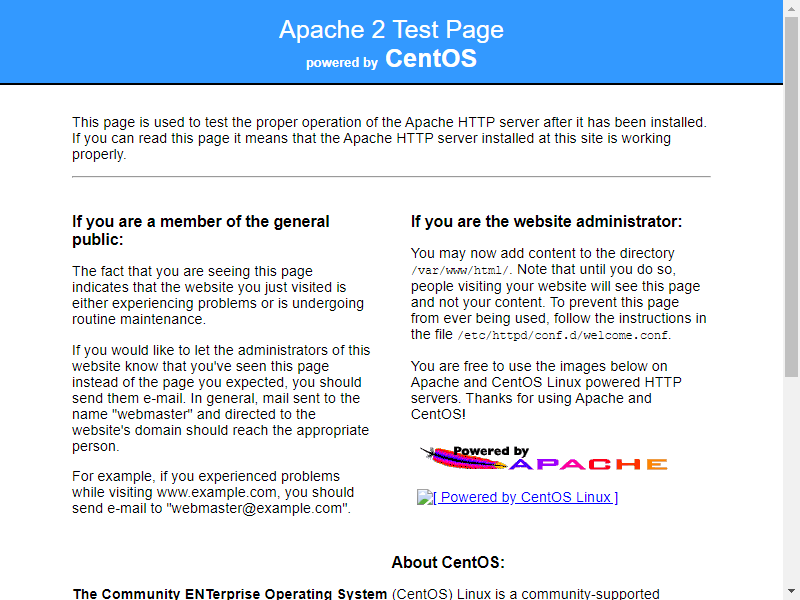 Apache 2 Test Page
powered by CentOS
This page is used to test the proper operation of the Apache HTTP server after it has been installed.
If you can read this page it means that the Apache HTTP server installed at this site is working
properly.
If you are a member of the general
public:
The fact that you are seeing this page
indicates that the website you just visited is
either experiencing problems or is undergoing
routine maintenance.
If you would like to let the administrators of this
website know that you've seen this page
instead of the page you expected, you should
send them e-mail. In general, mail sent to the
name "webmaster" and directed to the
website's domain should reach the appropriate
person.
For example, if you experienced problems
while visiting www.example.com, you should
send e-mail to "webmaster@example.com".
If you are the website administrator:
You may now add content to the directory
/var/www/html/. Note that until you do so,
people visiting your website will see this page
and not your content. To prevent this page
from ever being used, follow the instructions in
the file /etc/httpd/conf.d/welcome.conf.
You are free to use the images below on
Apache and CentOS Linux powered HTTP
servers. Thanks for using Apache and
CentOS!
Powered by
APACHE
[ Powered by CentOS Linux ]
About CentOS:
The Community ENTerprise Operating System (CentOS) Linux is a community-supported